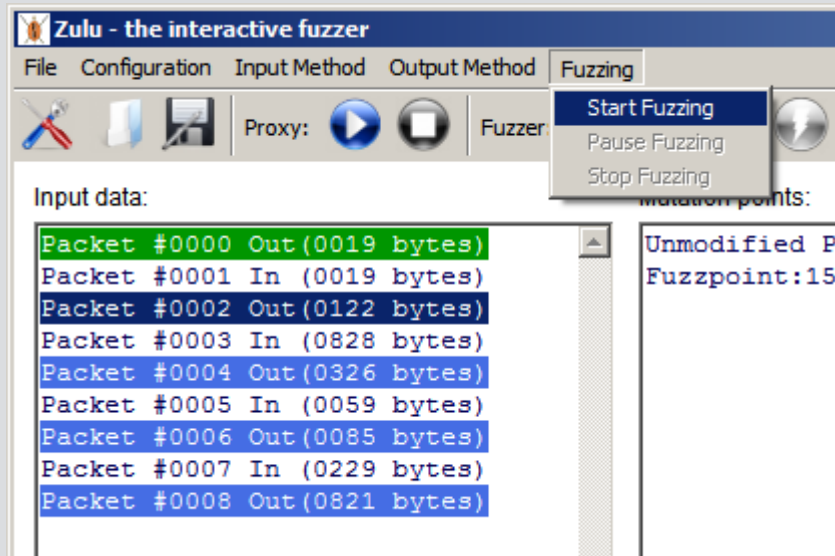 Zulu - the interactive fuzzer
File Configuration Input Method Output Method Fuzzing
Start Fuzzing
Pause Fuzzing
Stop Fuzzing
Proxy: Fuzzer:
Input data:
Mutation points:
Packet #0000 Out(0019 bytes)
Packet #0001 In (0019 bytes)
Packet #0002 Out(0122 bytes)
Packet #0003 In (0828 bytes)
Packet #0004 Out(0326 bytes)
Packet #0005 In (0059 bytes)
Packet #0006 Out(0085 bytes)
Packet #0007 In (0229 bytes)
Packet #0008 Out(0821 bytes)
Unmodified P
Fuzzpoint:15